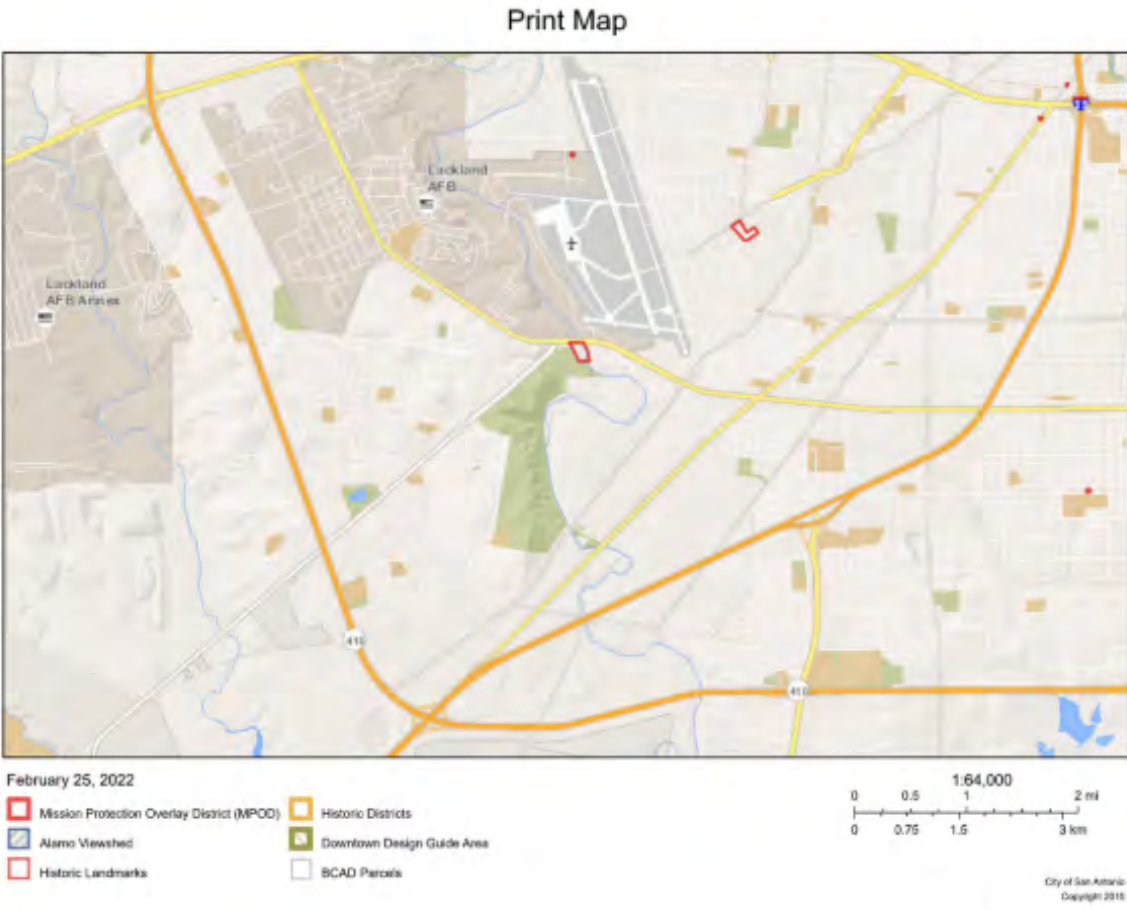 Print Map
Lackland
AFB
Lackland
AFB Annex
410
410
February 25, 2022
Mission Protection Overlay District (MPOD)
Alamo Viewshed
Historic Landmarks
Historic Districts
Downtown Design Guide Area
BCAD Parcels
1:64,000
0 0.5 1 2 mi
0 0.75 1.5 3 km
City of San Antonio
Copyright 2018